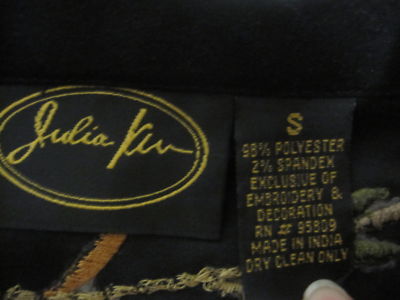 Julia Kim
S
98% POLYESTER
2% SPANDEX
EXCLUSIVE OF
EMBROIDERY &
DECORATION
RN # 93809
MADE IN INDIA
DRY CLEAN ONLY